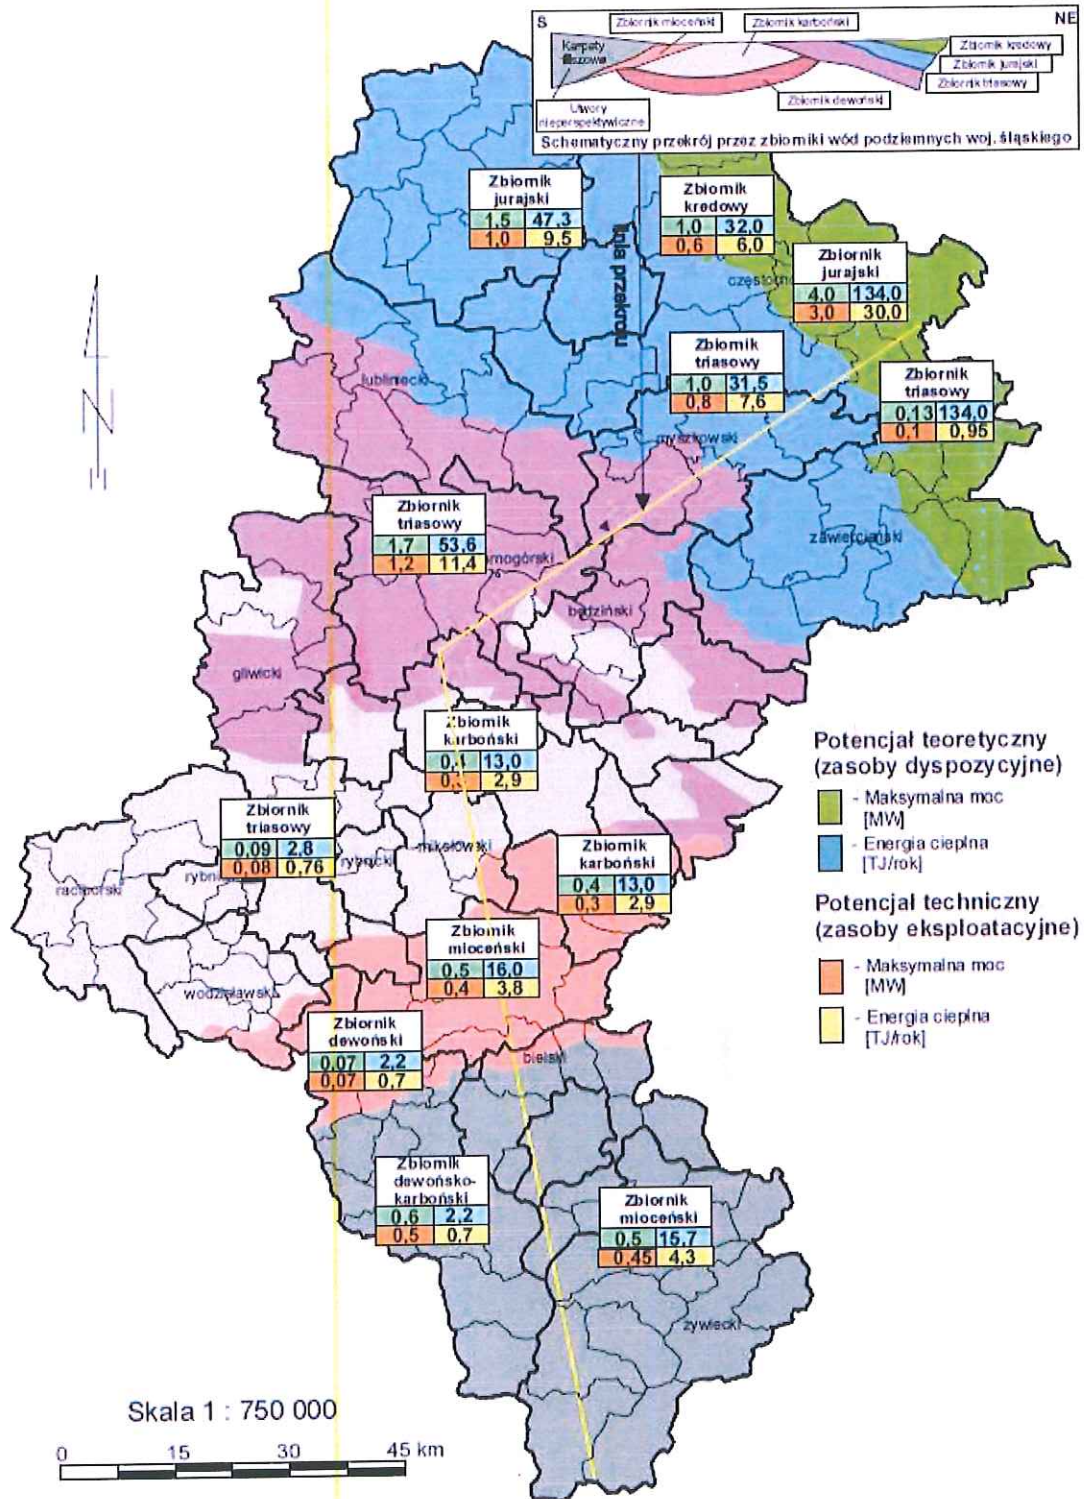 S
NE
Zbiornik mioceński
Zbiornik karboński
Karpaty
fliszowe
Zbiornik kredowy
Zbiornik jurajski
Zbiornik triasowy
Zbiornik dewoński
Utwory
nieperspektywiczne
Schematyczny przekrój przez zbiorniki wód podziemnych woj. śląskiego
Zbiornik
jurajski
1,5 47,3
1,0 9,5
Zbiornik
kredowy
1,0 32,0
0,6 6,0
linia przekroju
Zbiornik
jurajski
4,0 134,0
3,0 30,0
Zbiornik
triasowy
1,0 31,5
0,8 7,6
Zbiornik
triasowy
0,13 134,0
0,1 0,95
lubliniecki
myszkowski
zawierciański
Zbiornik
triasowy
1,7 53,6
1,2 11,4
mogórski
będziński
gliwicki
Zbiornik
karboński
13,0
2,9
Potencjał teoretyczny
(zasoby dyspozycyjne)
- Maksymalna moc
[MW]
- Energia cieplna
[TJ/rok]
Potencjał techniczny
(zasoby eksploatacyjne)
- Maksymalna moc
[MW]
- Energia cieplna
[TJ/rok]
Zbiornik
triasowy
0,09 2,8
0,08 0,76
raciborski
rybnicki
mikołowski
Zbiornik
karboński
0,4 13,0
0,3 2,9
Zbiornik
mioceński
0,5 16,0
0,4 3,8
wodzisławski
Zbiornik
dewoński
0,07 2,2
0,07 0,7
bielski
Zbiornik
dewońsko-
karboński
0,6 2,2
0,5 0,7
Zbiornik
mioceński
0,5 15,7
0,45 4,3
żywiecki
Skala 1 : 750 000
0 15 30 45 km